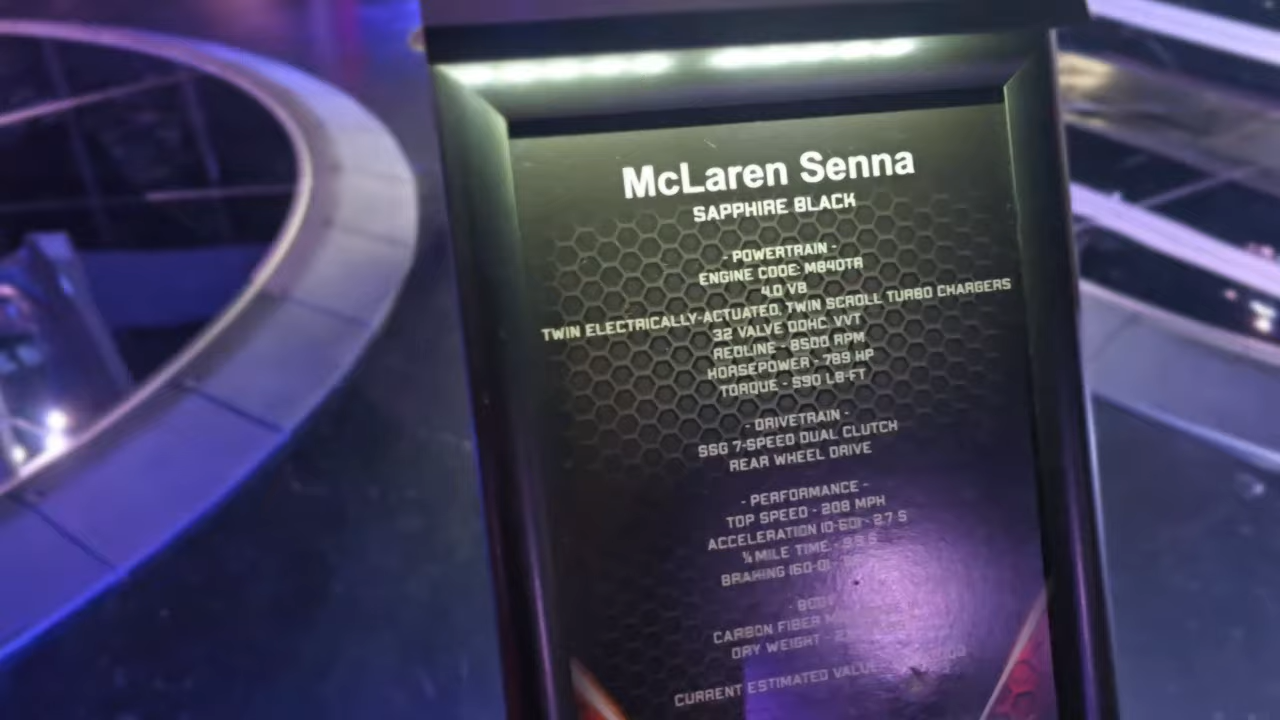 McLaren Senna
SAPPHIRE BLACK
- POWERTRAIN -
ENGINE CODE: M840TR
4.0 V8
TWIN ELECTRICALLY-ACTUATED, TWIN SCROLL TURBO CHARGERS
32 VALVE DOHC VVT
REDLINE - 8500 RPM
HORSEPOWER - 789 HP
TORQUE - 590 LB-FT
- DRIVETRAIN -
SSG 7-SPEED DUAL CLUTCH
REAR WHEEL DRIVE
- PERFORMANCE -
TOP SPEED - 208 MPH
ACCELERATION (0-60) - 2.7 S
¼ MILE TIME -
BRAKING (60-0) -
CARBON FIBER
DRY WEIGHT -
CURRENT ESTIMATED VALUE